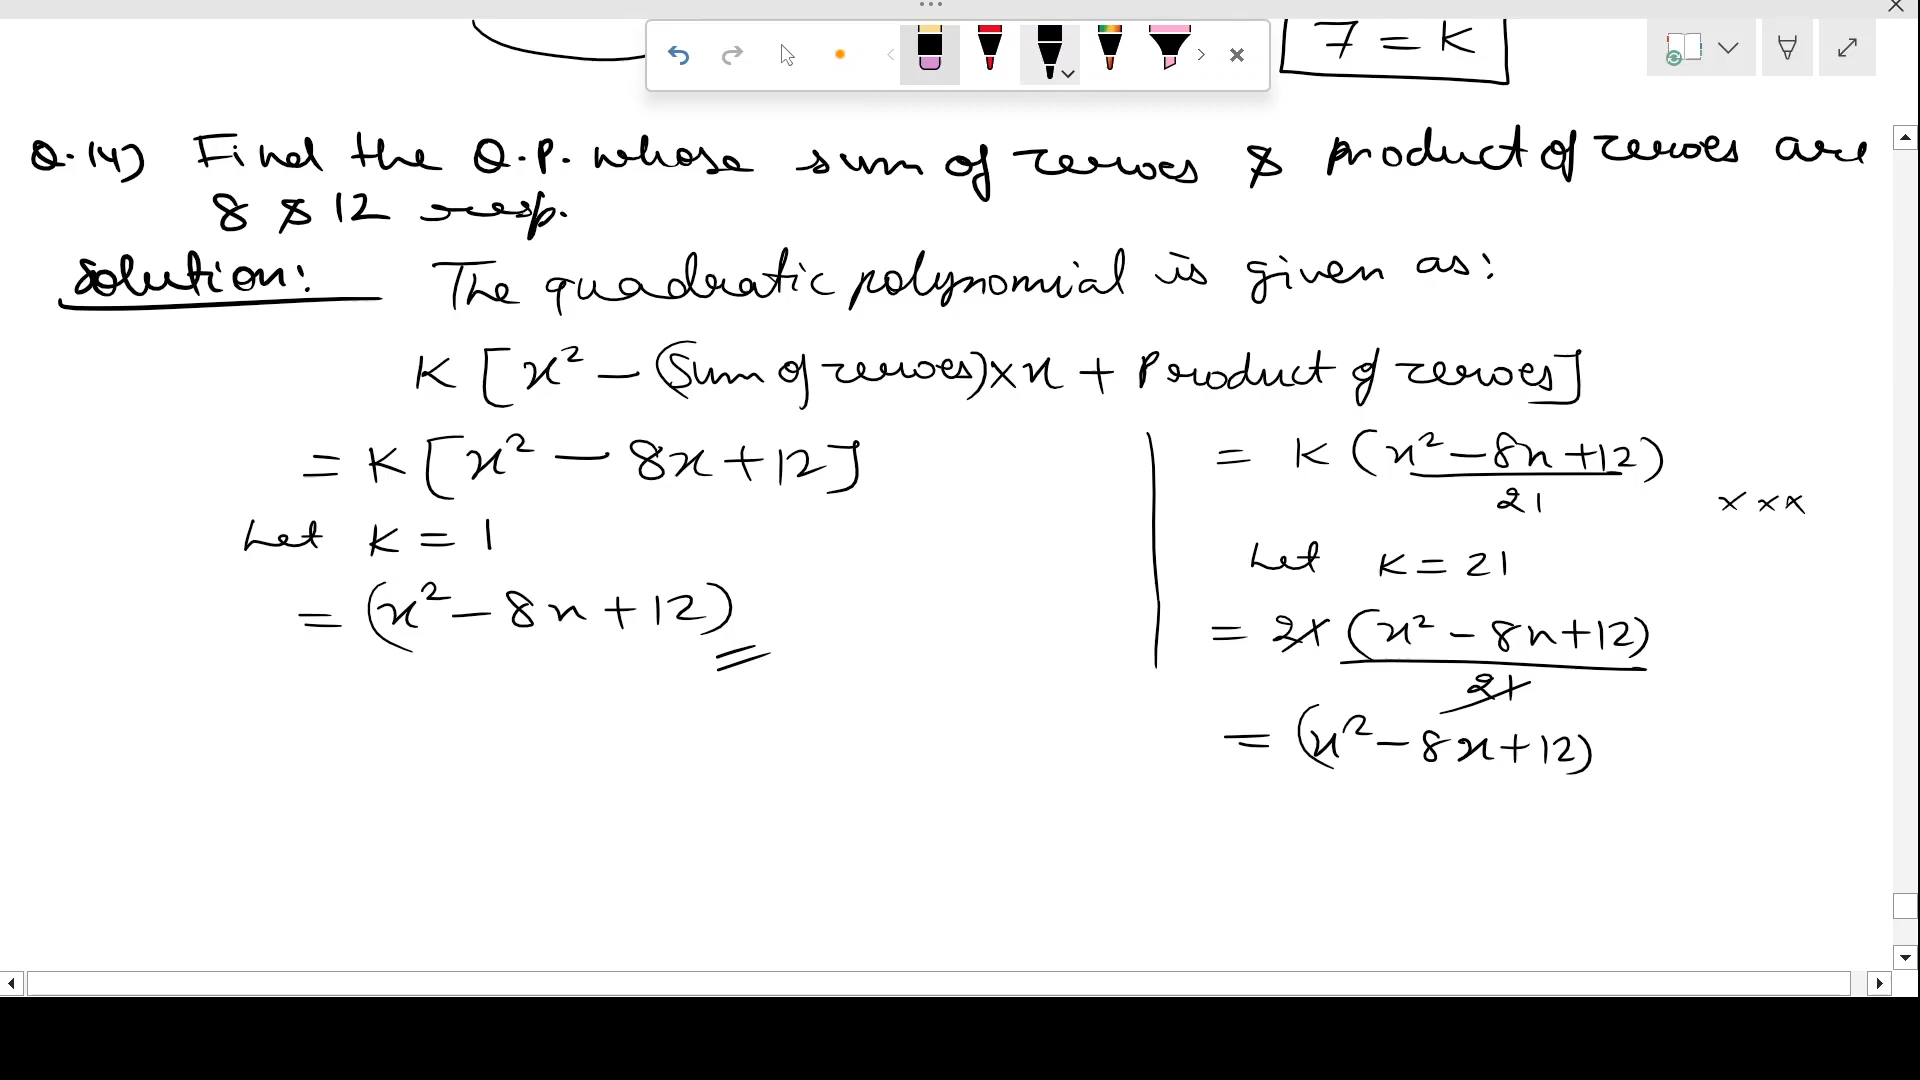 7 = K
Q.14) Find the Q.P. whose sum of zeroes & product of zeroes are
8 & 12 resp.
Solution: The quadratic polynomial is given as:
K [x² - (Sum of zeroes)×x + Product of zeroes]
= K [x² - 8x + 12]
Let K = 1
= (x² - 8x + 12)
= K (x² - 8x + 12)
21
× × ×
Let K = 21
= 21 (x² - 8x + 12)
21
= (x² - 8x + 12)